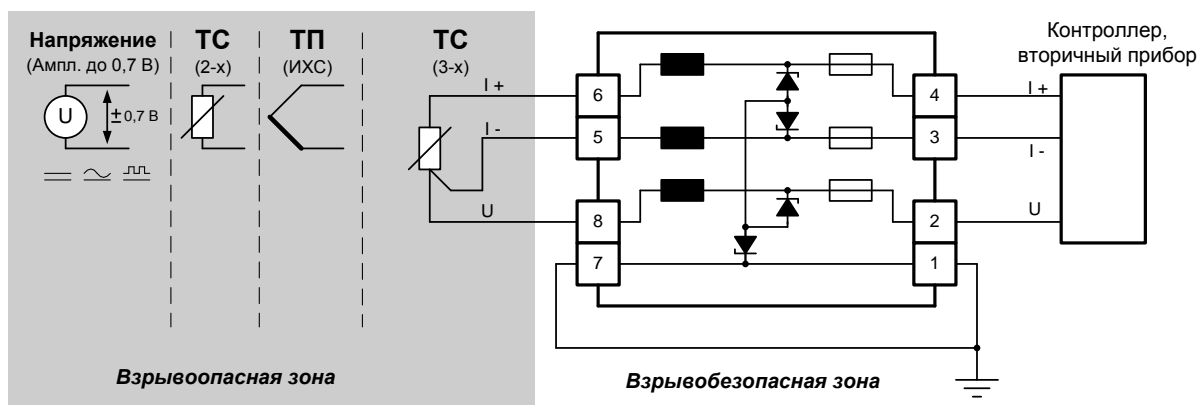 Напряжение
(Ампл. до 0,7 В)
U
± 0,7 В
ТС
(2-х)
ТП
(ИХС)
ТС
(3-х)
I +
I -
U
6
5
8
7
4
3
2
1
I +
I -
U
Контроллер,
вторичный прибор
Взрывоопасная зона
Взрывобезопасная зона